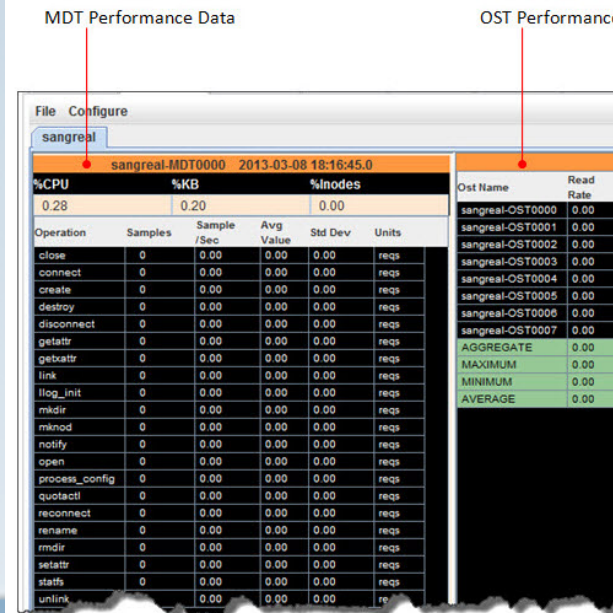 MDT Performance Data OST Performance
File Configure
sangreal
sangreal-MDT0000 2013-03-08 18:16:45.0
%CPU %KB %Inodes
0.28 0.20 0.00
Operation Samples Sample /Sec Avg Value Std Dev Units
close 0 0.00 0.00 0.00 reqs
connect 0 0.00 0.00 0.00 reqs
create 0 0.00 0.00 0.00 reqs
destroy 0 0.00 0.00 0.00 reqs
disconnect 0 0.00 0.00 0.00 reqs
getattr 0 0.00 0.00 0.00 reqs
getxattr 0 0.00 0.00 0.00 reqs
link 0 0.00 0.00 0.00 reqs
llog_init 0 0.00 0.00 0.00 reqs
mkdir 0 0.00 0.00 0.00 reqs
mknod 0 0.00 0.00 0.00 reqs
notify 0 0.00 0.00 0.00 reqs
open 0 0.00 0.00 0.00 reqs
process_config 0 0.00 0.00 0.00 reqs
quotactl 0 0.00 0.00 0.00 reqs
reconnect 0 0.00 0.00 0.00 reqs
rename 0 0.00 0.00 0.00 reqs
rmdir 0 0.00 0.00 0.00 reqs
setattr 0 0.00 0.00 0.00 reqs
statfs 0 0.00 0.00 0.00 reqs
unlink 0.00 0.00 0.00
Ost Name Read Rate
sangreal-OST0000 0.00
sangreal-OST0001 0.00
sangreal-OST0002 0.00
sangreal-OST0003 0.00
sangreal-OST0004 0.00
sangreal-OST0005 0.00
sangreal-OST0006 0.00
sangreal-OST0007 0.00
AGGREGATE 0.00
MAXIMUM 0.00
MINIMUM 0.00
AVERAGE 0.00